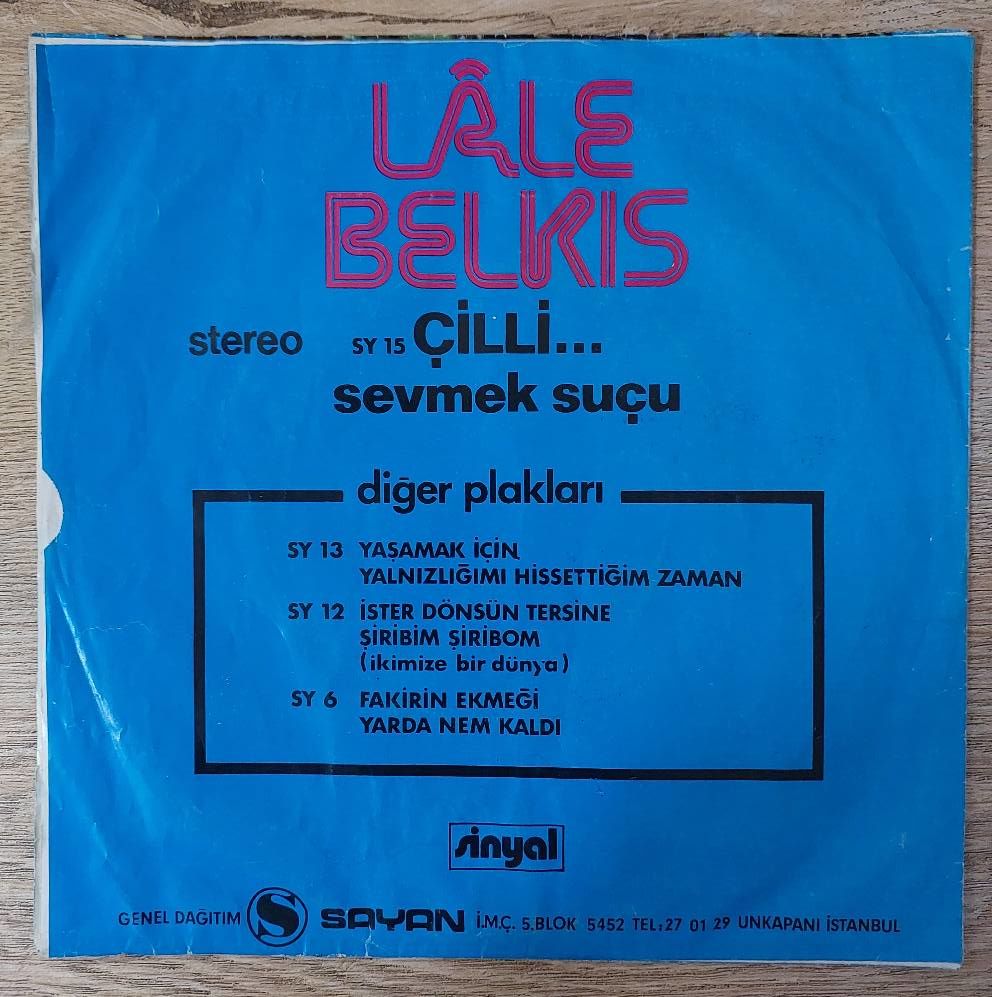 LÂLE
BELKIS
stereo SY 15 ÇİLLİ...
sevmek suçu
diğer plakları
SY 13 YAŞAMAK İÇİN
YALNIZLIĞIMI HİSSETTİĞİM ZAMAN
SY 12 İSTER DÖNSÜN TERSİNE
ŞİRİBİM ŞİRİBOM
(ikimize bir dünya)
SY 6 FAKİRİN EKMEĞİ
YARDA NEM KALDI
sinyal
GENEL DAĞITIM S SAYAN İ.M.Ç. 5.BLOK 5452 TEL:27 01 29 UNKAPANI İSTANBUL